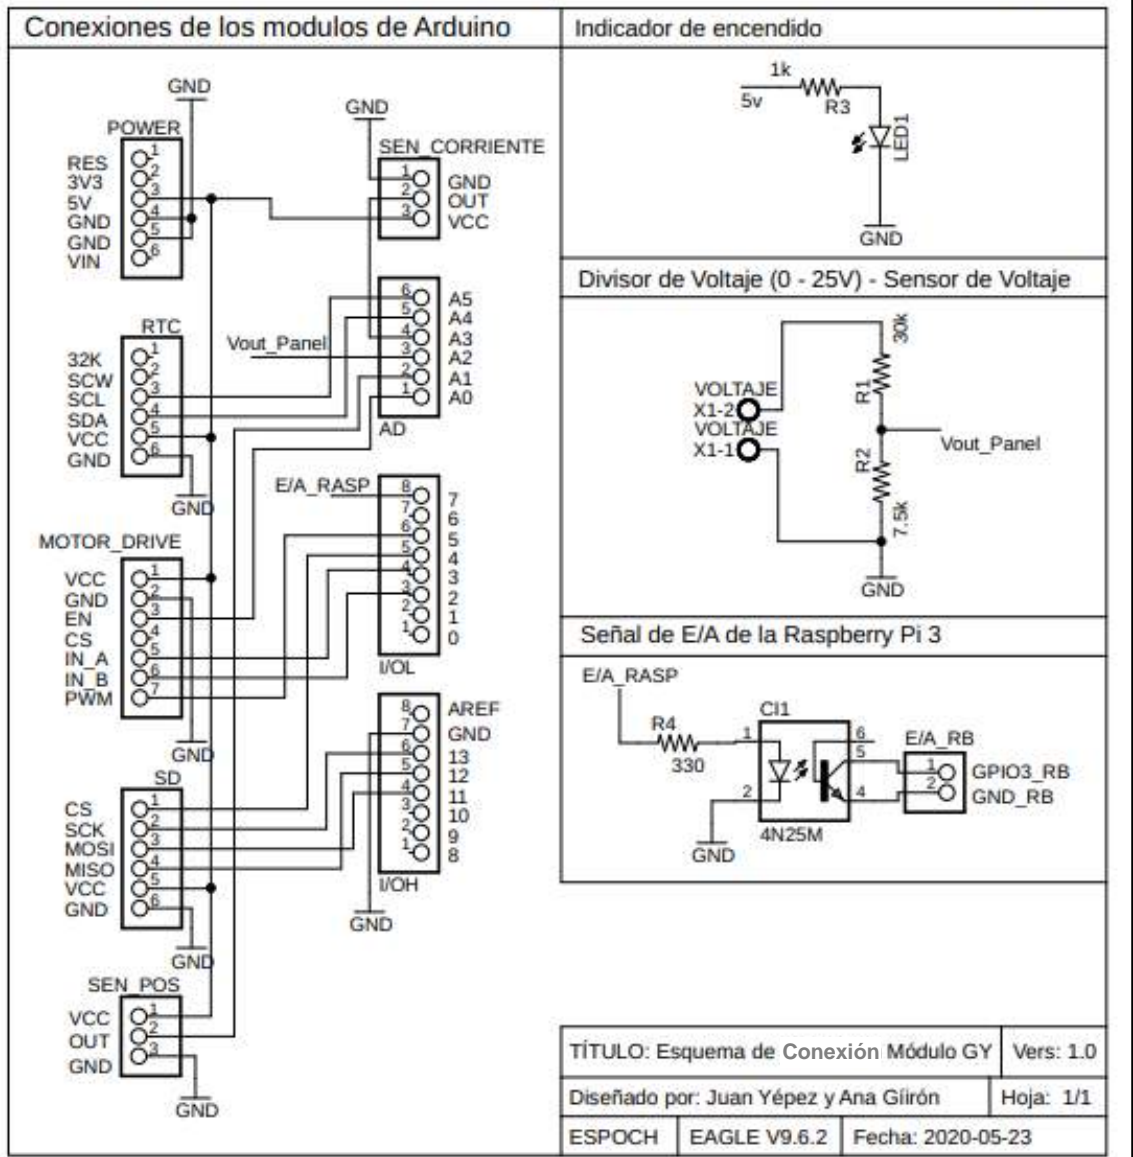 Conexiones de los modulos de Arduino
GND
POWER
1
RES
2
3V3
3
5V
4
GND
5
GND
6
VIN
GND
SEN_CORRIENTE
1
GND
2
OUT
3
VCC
6
A5
5
A4
4
A3
3
A2
2
A1
1
A0
AD
Vout_Panel
RTC
1
32K
2
SCW
3
SCL
4
SDA
5
VCC
6
GND
GND
E/A_RASP
8
7
7
6
6
5
5
4
4
3
3
2
2
1
1
0
I/OL
MOTOR_DRIVE
1
VCC
2
GND
3
EN
4
CS
5
IN_A
6
IN_B
7
PWM
GND
8
AREF
7
GND
6
13
5
12
4
11
3
10
2
9
1
8
I/OH
GND
SD
1
CS
2
SCK
3
MOSI
4
MISO
5
VCC
6
GND
GND
SEN_POS
1
VCC
2
OUT
3
GND
GND
Indicador de encendido
1k
5v
R3
LED1
GND
Divisor de Voltaje (0 - 25V) - Sensor de Voltaje
30k
R1
VOLTAJE
X1-2
VOLTAJE
X1-1
Vout_Panel
R2
7.5k
GND
Señal de E/A de la Raspberry Pi 3
E/A_RASP
R4
330
CI1
1
2
6
5
4
4N25M
GND
E/A_RB
1
GPIO3_RB
2
GND_RB
TÍTULO: Esquema de Conexión Módulo GY
Vers: 1.0
Diseñado por: Juan Yépez y Ana Gíirón
Hoja: 1/1
ESPOCH
EAGLE V9.6.2
Fecha: 2020-05-23